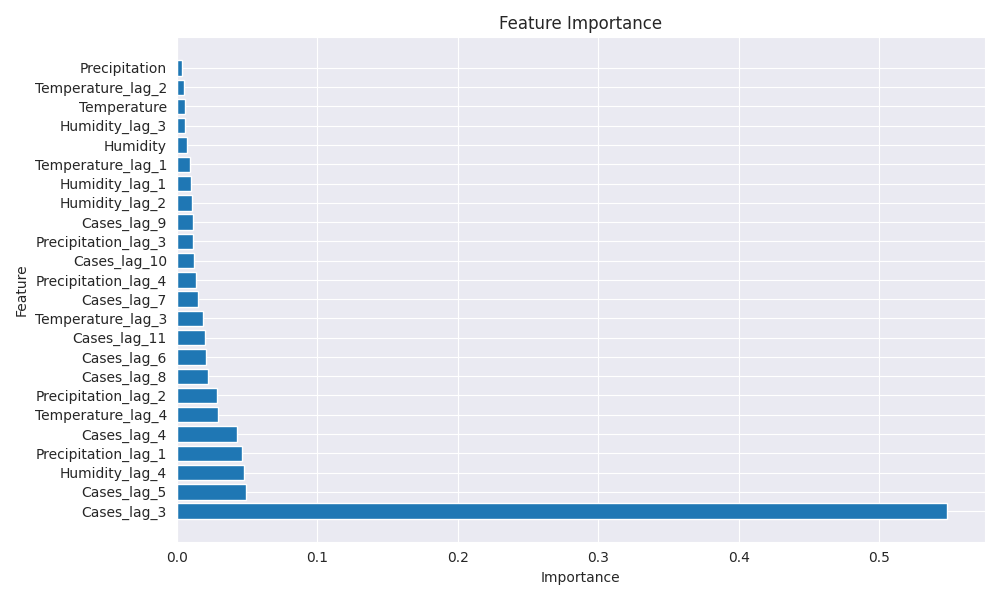 Feature Importance
Precipitation
Temperature_lag_2
Temperature
Humidity_lag_3
Humidity
Temperature_lag_1
Humidity_lag_1
Humidity_lag_2
Cases_lag_9
Precipitation_lag_3
Cases_lag_10
Precipitation_lag_4
Cases_lag_7
Temperature_lag_3
Cases_lag_11
Cases_lag_6
Cases_lag_8
Precipitation_lag_2
Temperature_lag_4
Cases_lag_4
Precipitation_lag_1
Humidity_lag_4
Cases_lag_5
Cases_lag_3
Feature
0.0 0.1 0.2 0.3 0.4 0.5
Importance